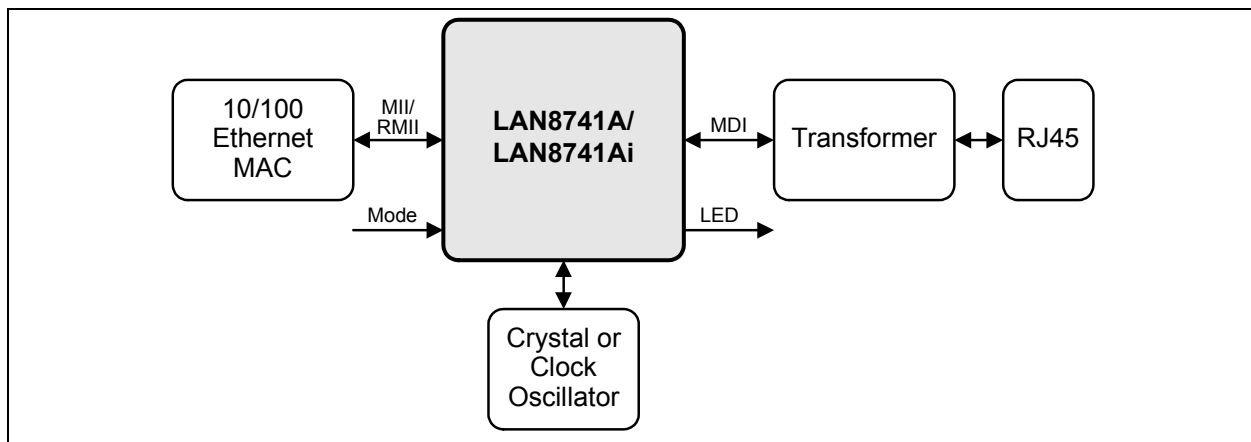 10/100
Ethernet
MAC
MII/
RMII
LAN8741A/
LAN8741Ai
MDI
Transformer
RJ45
Mode
LED
Crystal or
Clock
Oscillator